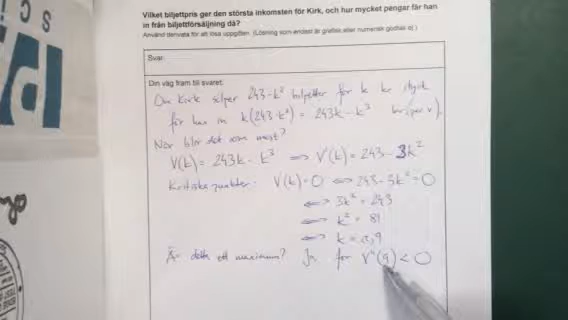 Vilket biljettpris ger den största inkomsten för Kirk, och hur mycket pengar får han
in från biljettförsäljning då?
Använd derivata för att lösa uppgiften. (Lösning som endast är grafisk eller numerisk godtas ej.)
Svar:
Din väg fram till svaret:
Om Kirk säljer 243-k² biljetter för k kr styck
får han in k(243-k²) = 243k-k³ kr (per v).
När blir det som mest?
V(k) = 243k - k³ ⟹ V'(k) = 243 - 3k²
Kritiska punkter: V'(k)=0 ⟺ 243-3k²=0
⟺ 3k² = 243
⟺ k² = 81
⟺ k = 9
Är detta ett maximum? Ja, för V''(9) < 0